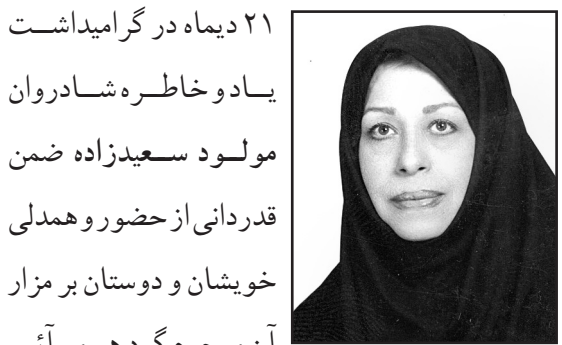 ۲۱ دیماه در گرامیداشت
یاد و خاطره شادروان
مولود سعیدزاده ضمن
قدردانی از حضور و همدلی
خویشان و دوستان بر مزار